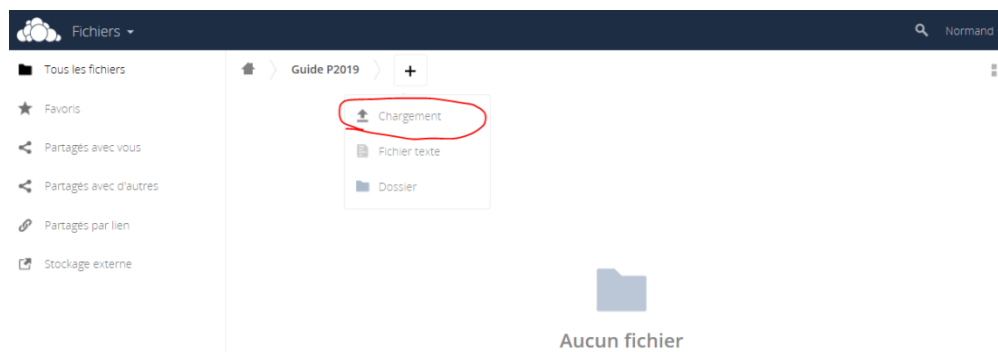 Fichiers
Normand
Tous les fichiers
Guide P2019
+
Favoris
Chargement
Partagés avec vous
Fichier texte
Partagés avec d'autres
Dossier
Partagés par lien
Stockage externe
Aucun fichier